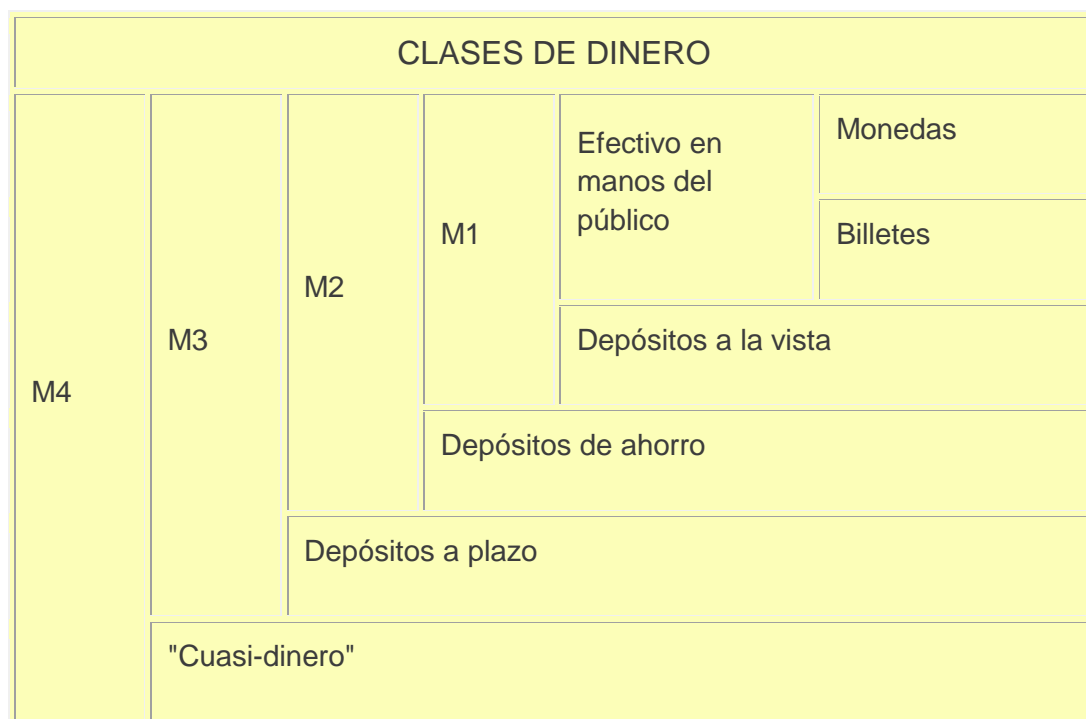 CLASES DE DINERO
M4
M3
M2
M1
Efectivo en
manos del
público
Monedas
Billetes
Depósitos a la vista
Depósitos de ahorro
Depósitos a plazo
"Cuasi-dinero"